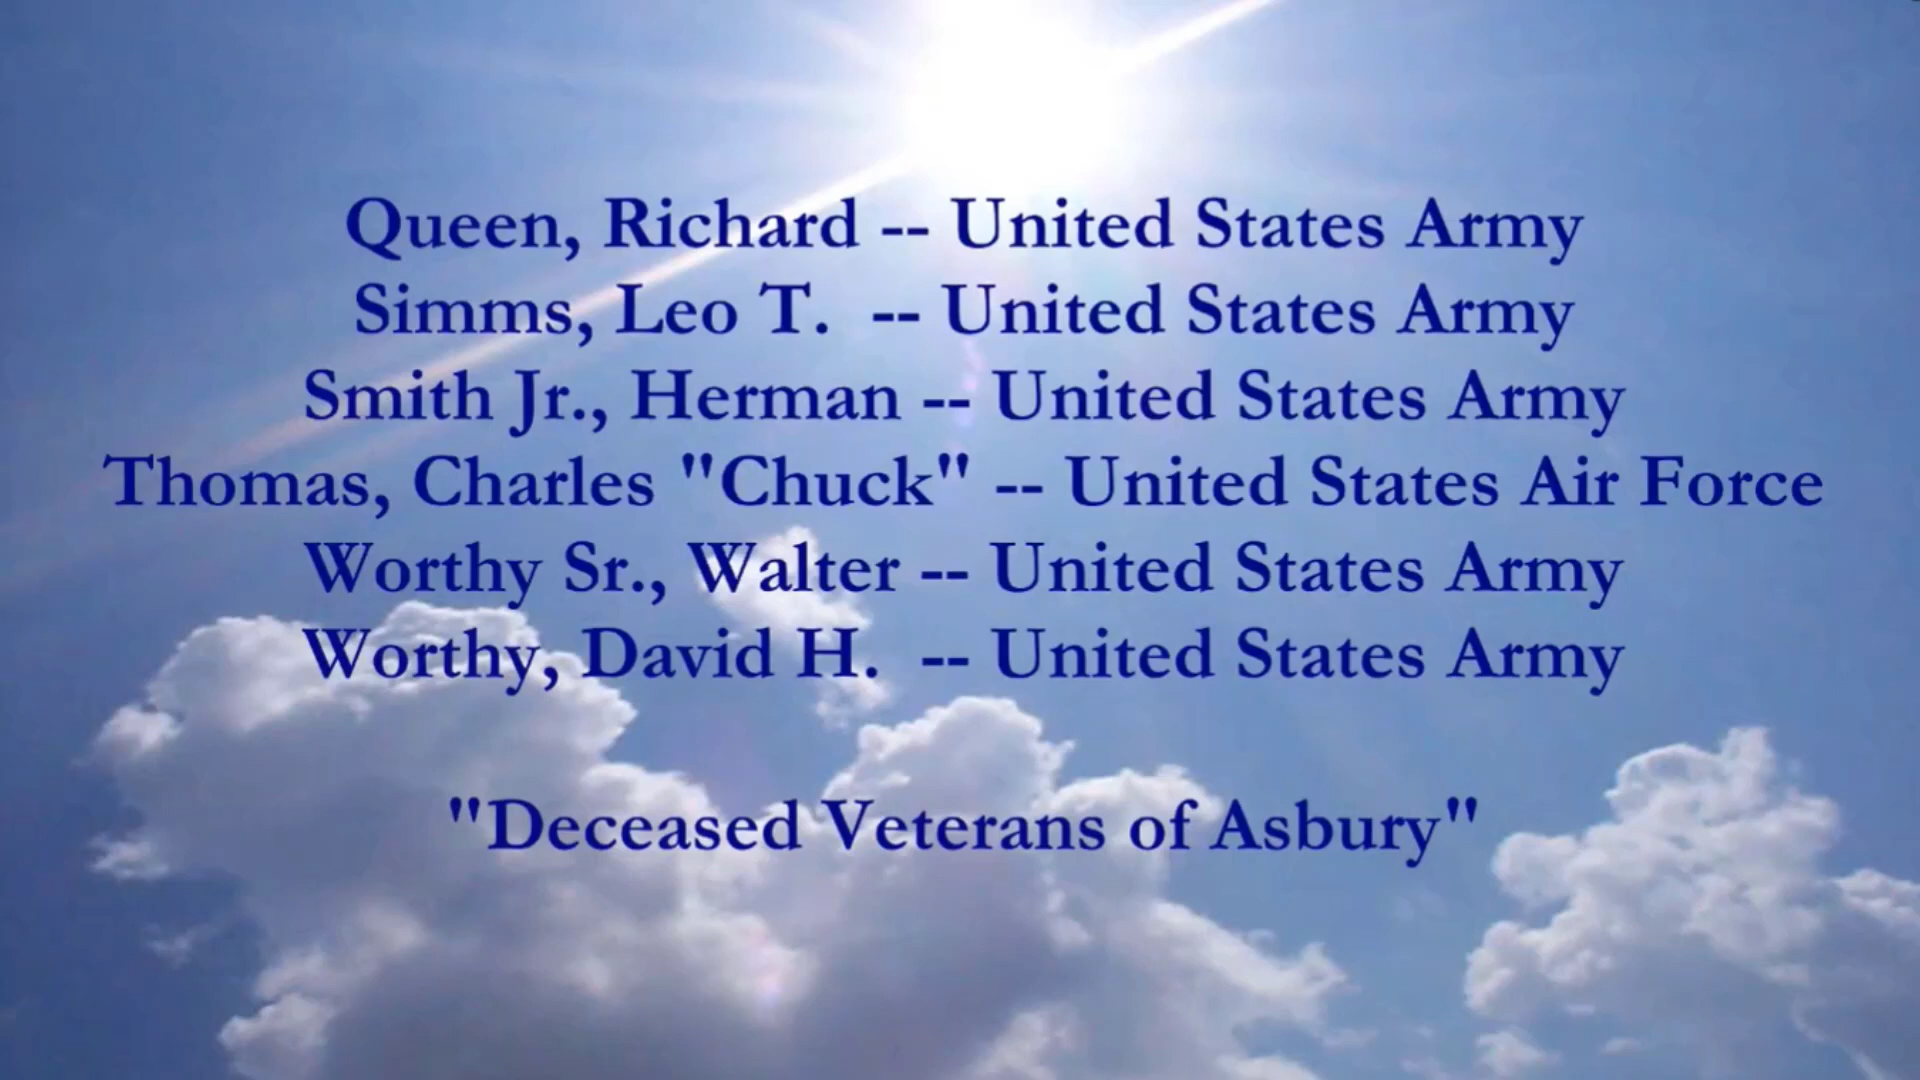 Queen, Richard -- United States Army
Simms, Leo T.  -- United States Army
Smith Jr., Herman -- United States Army
Thomas, Charles "Chuck" -- United States Air Force
Worthy Sr., Walter -- United States Army
Worthy, David H.  -- United States Army
"Deceased Veterans of Asbury"